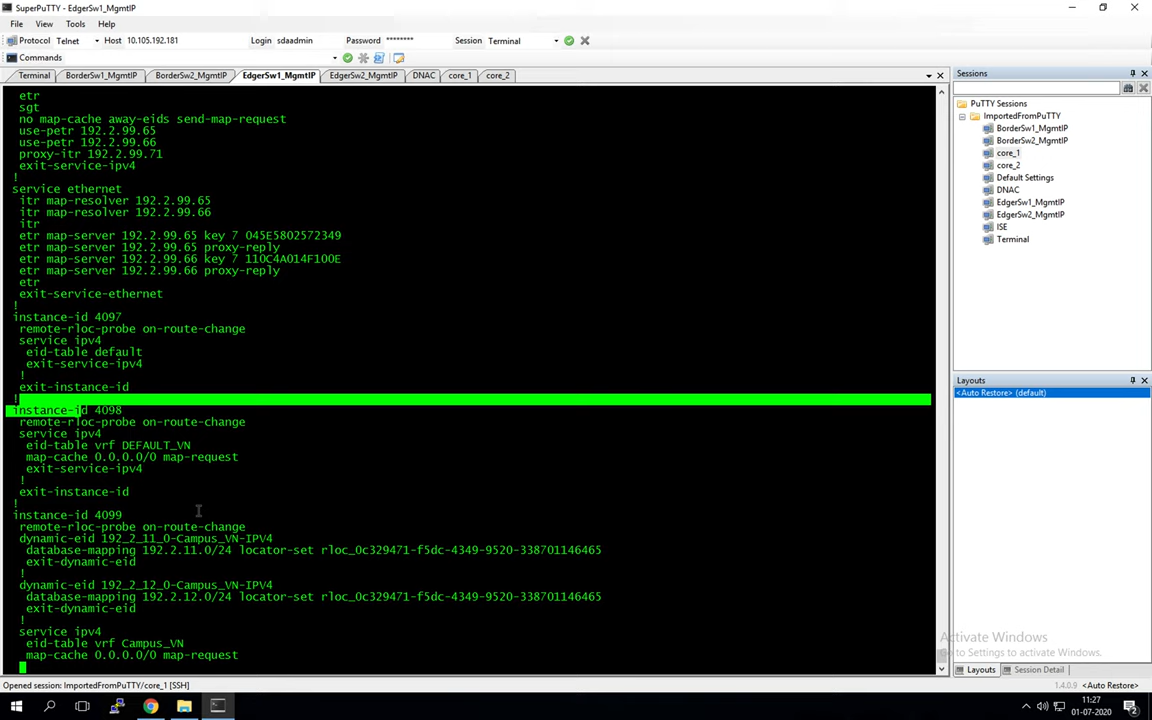 SuperPuTTY - EdgerSw1_MgmtIP
File View Tools Help
Protocol Telnet Host 10.105.192.181 Login sdaadmin Password ******** Session Terminal
Commands
Terminal BorderSw1_MgmtIP BorderSw2_MgmtIP EdgerSw1_MgmtIP EdgerSw2_MgmtIP DNAC core_1 core_2
etr
sgt
no map-cache away-eids send-map-request
use-petr 192.2.99.65
use-petr 192.2.99.66
proxy-itr 192.2.99.71
exit-service-ipv4
!
service ethernet
itr map-resolver 192.2.99.65
itr map-resolver 192.2.99.66
itr
etr map-server 192.2.99.65 key 7 045E5802572349
etr map-server 192.2.99.65 proxy-reply
etr map-server 192.2.99.66 key 7 110C4A014F100E
etr map-server 192.2.99.66 proxy-reply
etr
exit-service-ethernet
!
instance-id 4097
remote-rloc-probe on-route-change
service ipv4
eid-table default
exit-service-ipv4
!
exit-instance-id
!
instance-id 4098
remote-rloc-probe on-route-change
service ipv4
eid-table vrf DEFAULT_VN
map-cache 0.0.0.0/0 map-request
exit-service-ipv4
!
exit-instance-id
!
instance-id 4099
remote-rloc-probe on-route-change
dynamic-eid 192_2_11_0-Campus_VN-IPV4
database-mapping 192.2.11.0/24 locator-set rloc_0c329471-f5dc-4349-9520-338701146465
exit-dynamic-eid
!
dynamic-eid 192_2_12_0-Campus_VN-IPV4
database-mapping 192.2.12.0/24 locator-set rloc_0c329471-f5dc-4349-9520-338701146465
exit-dynamic-eid
!
service ipv4
eid-table vrf Campus_VN
map-cache 0.0.0.0/0 map-request
Sessions
PuTTY Sessions
ImportedFromPuTTY
BorderSw1_MgmtIP
BorderSw2_MgmtIP
core_1
core_2
Default Settings
DNAC
EdgerSw1_MgmtIP
EdgerSw2_MgmtIP
ISE
Terminal
Layouts
<Auto Restore> (default)
Activate Windows
Go to Settings to activate Windows.
Layouts Session Detail
Opened session: ImportedFromPuTTY/core_1 [SSH]
1.4.0.9 <Auto Restore>
11:27
01-07-2020
2